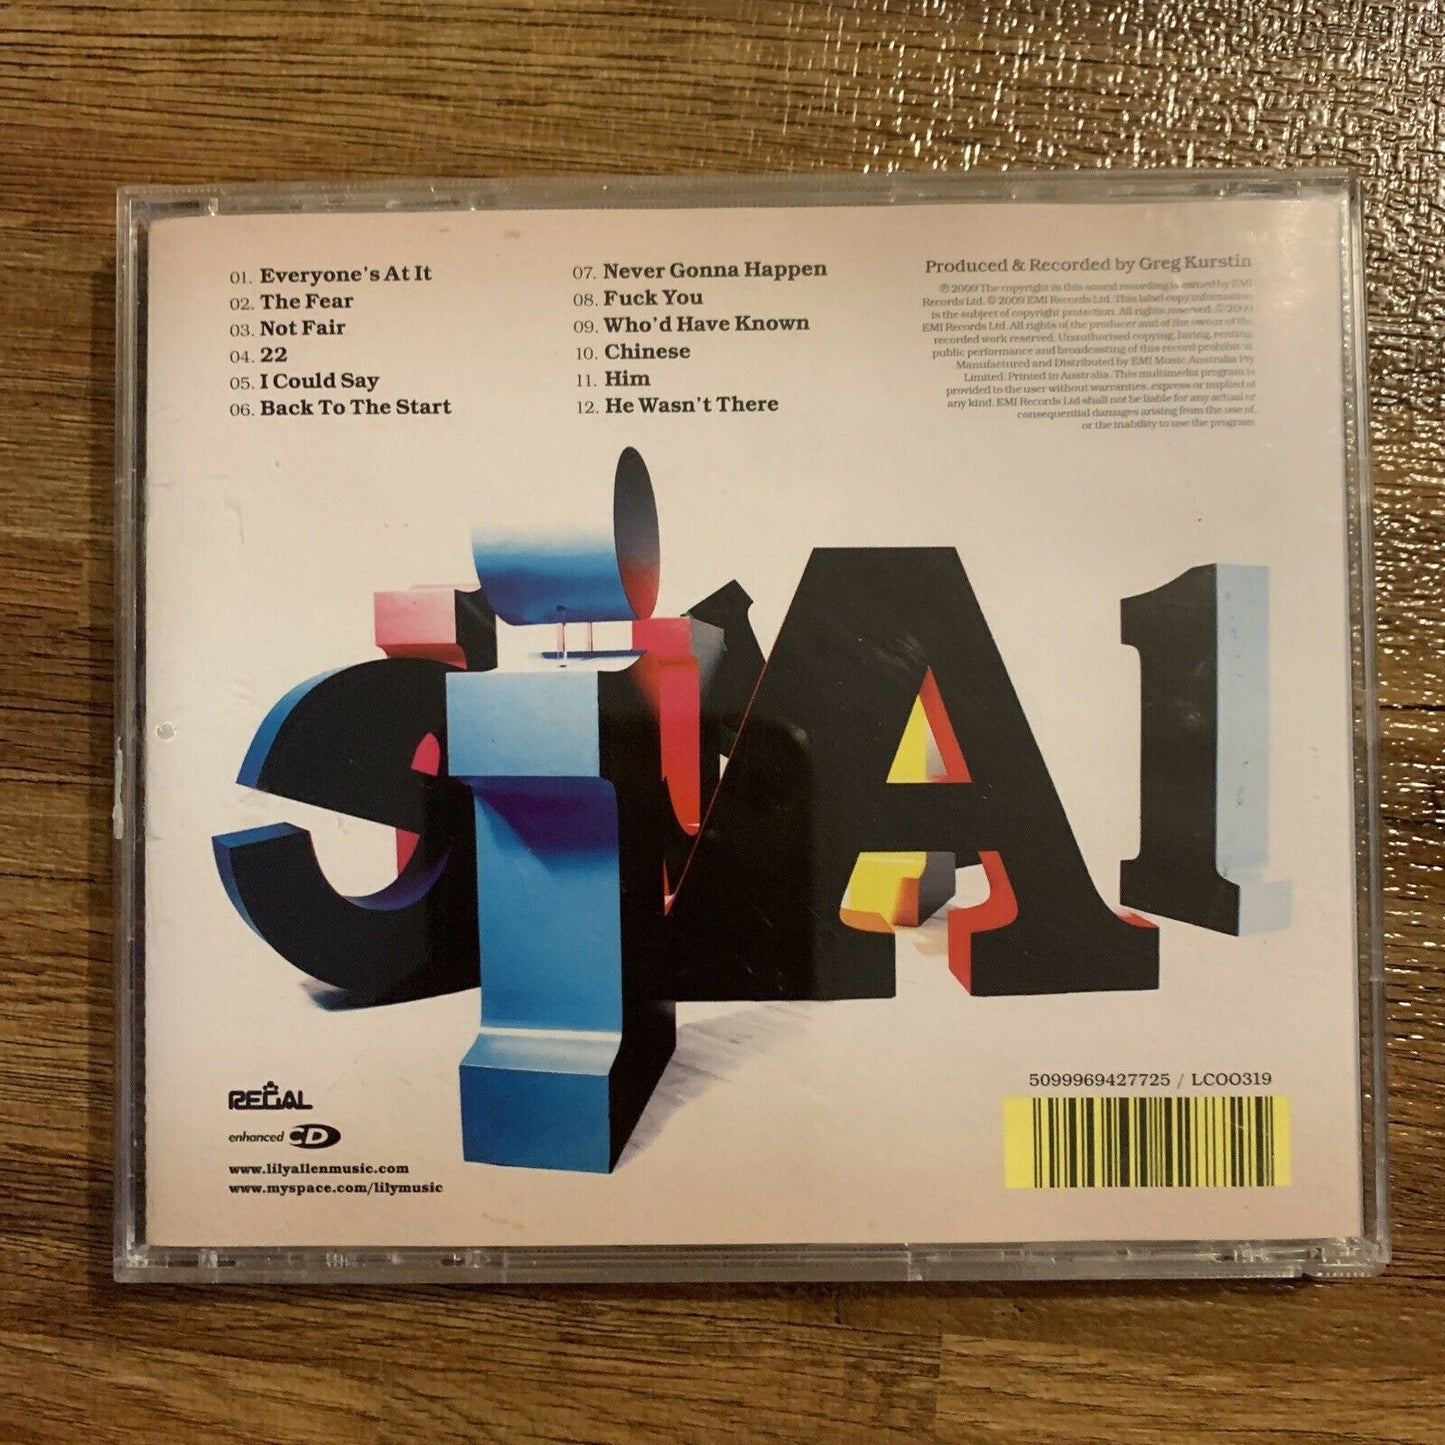 01. Everyone's At It
02. The Fear
03. Not Fair
04. 22
05. I Could Say
06. Back To The Start
07. Never Gonna Happen
08. Fuck You
09. Who'd Have Known
10. Chinese
11. Him
12. He Wasn't There
Produced & Recorded by Greg Kurstin
℗ 2009 The copyright in this sound recording is owned by EMI
Records Ltd. © 2009 EMI Records Ltd. This label copy information
is the subject of copyright protection. All rights reserved. © 2009
EMI Records Ltd. All rights of the producer and of the owner of the
recorded work reserved. Unauthorised copying, hiring, renting,
public performance and broadcasting of this record prohibited.
Manufactured and Distributed by EMI Music Australia Pty
Limited. Printed in Australia. This multimedia program is
provided to the user without warranties, express or implied of
any kind. EMI Records Ltd shall not be liable for any actual or
consequential damages arising from the use of,
or the inability to use the program.
REGAL
enhanced CD
www.lilyallenmusic.com
www.myspace.com/lilymusic
5099969427725 / LC00319